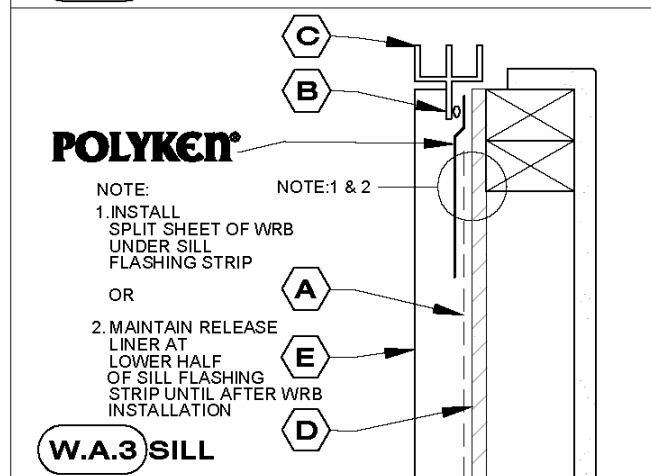 C
B
POLYKEN®
NOTE:
NOTE:1 & 2
1.INSTALL
SPLIT SHEET OF WRB
UNDER SILL
FLASHING STRIP
OR
A
2.MAINTAIN RELEASE
LINER AT
LOWER HALF
OF SILL FLASHING
STRIP UNTIL AFTER WRB
INSTALLATION
E
D
W.A.3 SILL